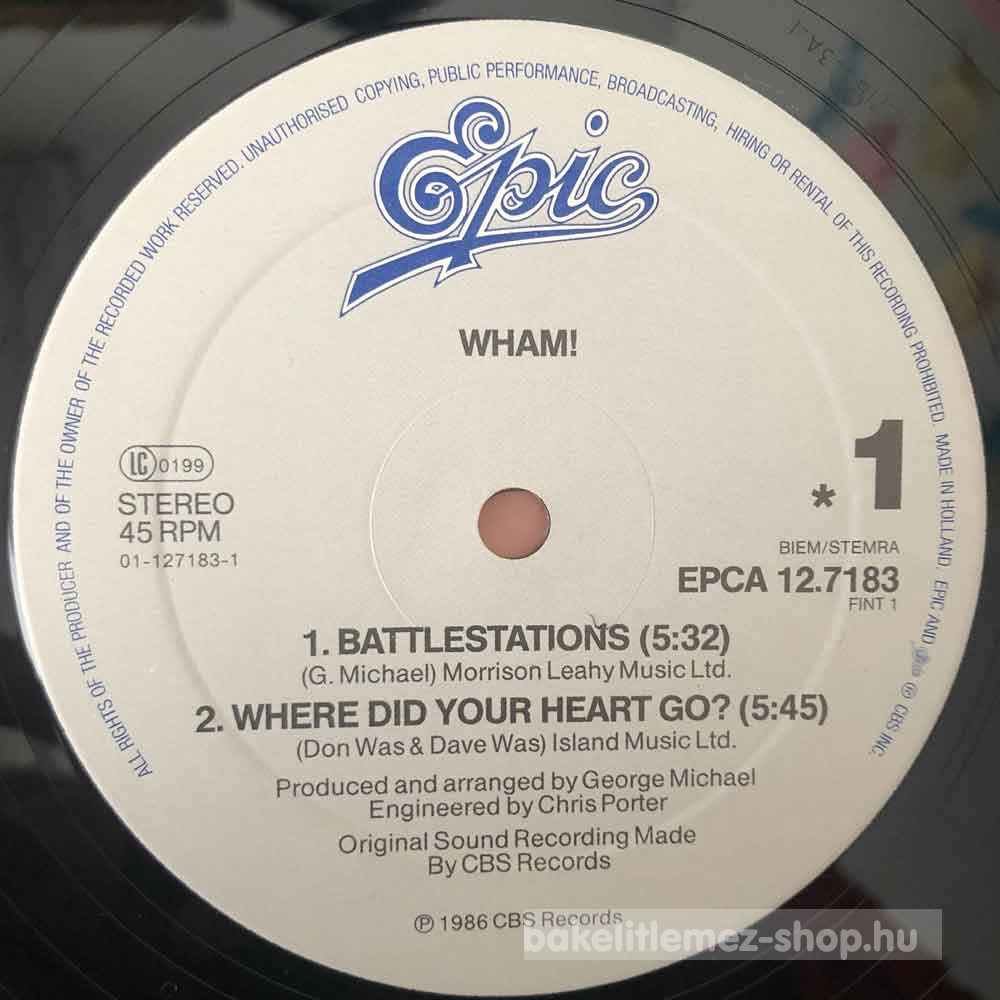 ALL RIGHTS OF THE PRODUCER AND OF THE OWNER OF THE RECORDED WORK RESERVED. UNAUTHORISED COPYING, PUBLIC PERFORMANCE, BROADCASTING, HIRING OR RENTAL OF THIS RECORDING PROHIBITED. MADE IN HOLLAND. EPIC AND ® CBS INC.
Epic
WHAM!
LC 0199
STEREO
45 RPM
01-127183-1
* 1
BIEM/STEMRA
EPCA 12.7183
FINT 1
1. BATTLESTATIONS (5:32)
(G. Michael) Morrison Leahy Music Ltd.
2. WHERE DID YOUR HEART GO? (5:45)
(Don Was & Dave Was) Island Music Ltd.
Produced and arranged by George Michael
Engineered by Chris Porter
Original Sound Recording Made
By CBS Records
℗ 1986 CBS Records
bakelitlemez-shop.hu